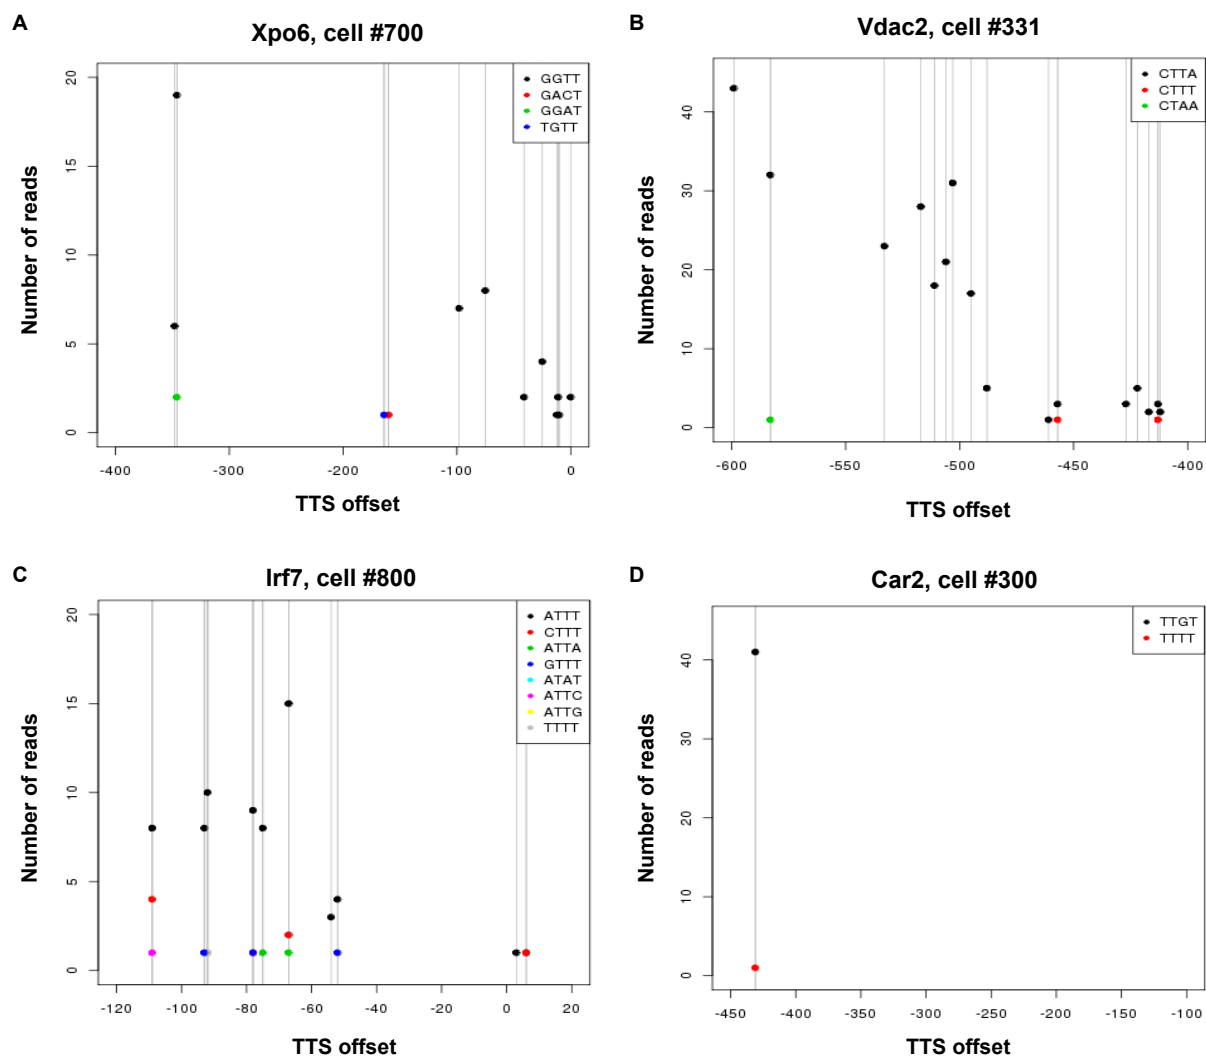 A
Xpo6, cell #700
GGTT
GACT
GGAT
TGTT
20
15
10
5
0
Number of reads
-400 -300 -200 -100 0
TTS offset
B
Vdac2, cell #331
CTTA
CTTT
CTAA
40
30
20
10
0
Number of reads
-600 -550 -500 -450 -400
TTS offset
C
Irf7, cell #800
ATTT
CTTT
ATTA
GTTT
ATAT
ATTC
ATTG
TTTT
20
15
10
5
0
Number of reads
-120 -100 -80 -60 -40 -20 0 20
TTS offset
D
Car2, cell #300
TTGT
TTTT
40
30
20
10
0
Number of reads
-450 -400 -350 -300 -250 -200 -150 -100
TTS offset